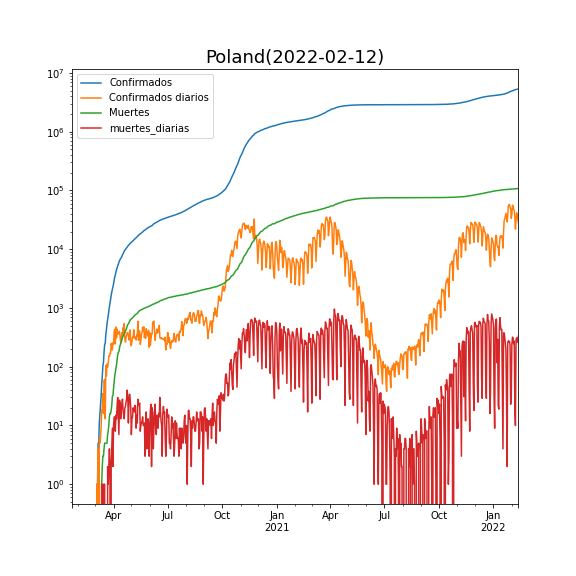 Poland(2022-02-12)
Confirmados
Confirmados diarios
Muertes
muertes_diarias
10^7
10^6
10^5
10^4
10^3
10^2
10^1
10^0
Apr Jul Oct Jan Apr Jul Oct Jan
2021 2022